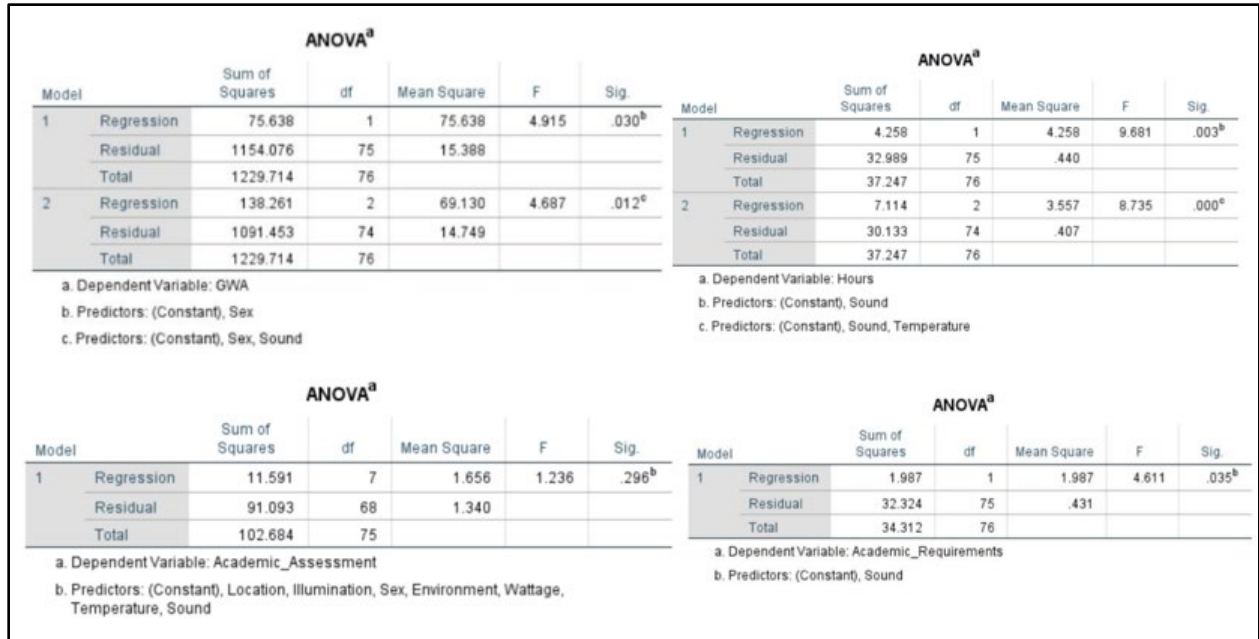 ANOVAᵃ
Model Sum of Squares df Mean Square F Sig.
1 Regression 75.638 1 75.638 4.915 .030ᵇ
Residual 1154.076 75 15.388
Total 1229.714 76
2 Regression 138.261 2 69.130 4.687 .012ᶜ
Residual 1091.453 74 14.749
Total 1229.714 76
a. Dependent Variable: GWA
b. Predictors: (Constant), Sex
c. Predictors: (Constant), Sex, Sound
ANOVAᵃ
Model Sum of Squares df Mean Square F Sig.
1 Regression 4.258 1 4.258 9.681 .003ᵇ
Residual 32.989 75 .440
Total 37.247 76
2 Regression 7.114 2 3.557 8.735 .000ᶜ
Residual 30.133 74 .407
Total 37.247 76
a. Dependent Variable: Hours
b. Predictors: (Constant), Sound
c. Predictors: (Constant), Sound, Temperature
ANOVAᵃ
Model Sum of Squares df Mean Square F Sig.
1 Regression 11.591 7 1.656 1.236 .296ᵇ
Residual 91.093 68 1.340
Total 102.684 75
a. Dependent Variable: Academic_Assessment
b. Predictors: (Constant), Location, Illumination, Sex, Environment, Wattage,
Temperature, Sound
ANOVAᵃ
Model Sum of Squares df Mean Square F Sig.
1 Regression 1.987 1 1.987 4.611 .035ᵇ
Residual 32.324 75 .431
Total 34.312 76
a. Dependent Variable: Academic_Requirements
b. Predictors: (Constant), Sound